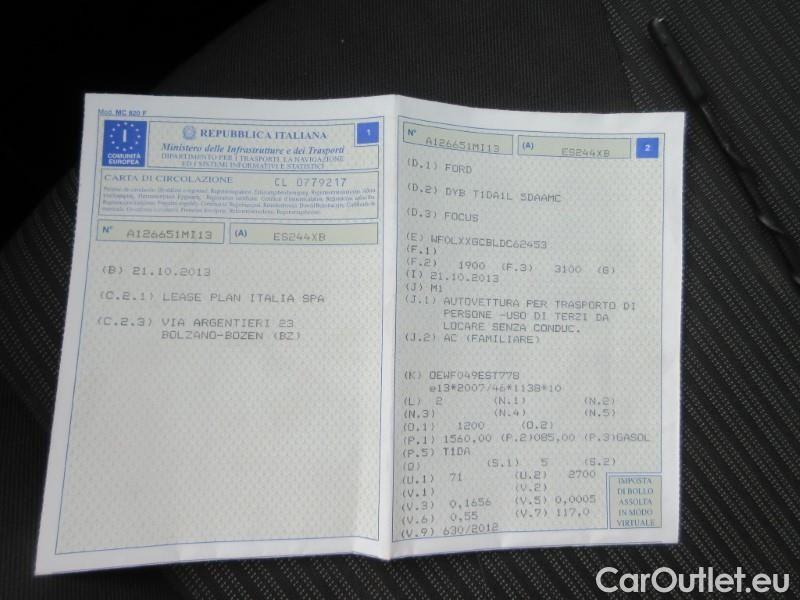 Mod. MC 820 F
I
COMUNITÀ
EUROPEA
REPUBBLICA ITALIANA
1
Ministero delle Infrastrutture e dei Trasporti
DIPARTIMENTO PER I TRASPORTI, LA NAVIGAZIONE
ED I SISTEMI INFORMATIVI E STATISTICI
CARTA DI CIRCOLAZIONE
CL 0779217
N° A126651MI13 (A) ES244XB
(B) 21.10.2013
(C.2.1) LEASE PLAN ITALIA SPA
(C.2.3) VIA ARGENTIERI 23
BOLZANO-BOZEN (BZ)
N° A126651MI13 (A) ES244XB
2
(D.1) FORD
(D.2) DYB T1DA1L 5DAAMC
(D.3) FOCUS
(E) WF0LXXGCBLDC62453
(F.1)
(F.2) 1900 (F.3) 3100 (G)
(I) 21.10.2013
(J) M1
(J.1) AUTOVETTURA PER TRASPORTO DI
PERSONE -USO DI TERZI DA
LOCARE SENZA CONDUC.
(J.2) AC (FAMILIARE)
(K) OEWF049EST778
e13*2007/46*1138*10
(L) 2 (N.1) (N.2)
(N.3) (N.4) (N.5)
(O.1) 1200 (O.2)
(P.1) 1560,00 (P.2)085,00 (P.3)GASOL
(P.5) T1DA
(Q) (S.1) 5 (S.2)
(U.1) 71 (U.2) 2700
(V.1) (V.2)
(V.3) 0,1656 (V.5) 0,0005
(V.6) 0,55 (V.7) 117,0
(V.9) 630/2012
IMPOSTA
DI BOLLO
ASSOLTA
IN MODO
VIRTUALE
CarOutlet.eu